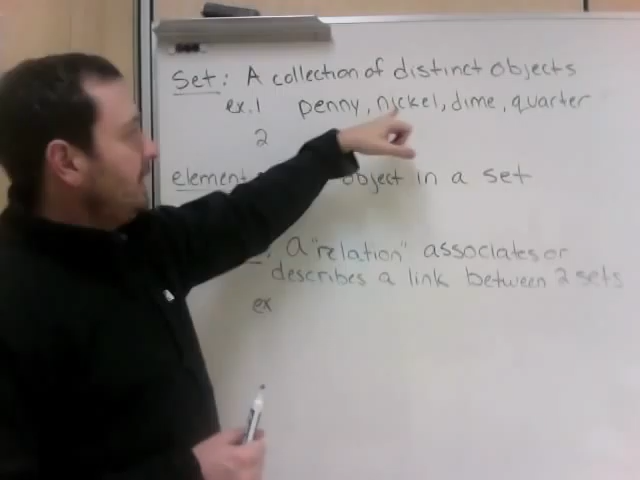 Set: A collection of distinct objects
ex. 1 penny, nickel, dime, quarter
2
element object in a set
: A "relation" associates or
describes a link between 2 sets
ex